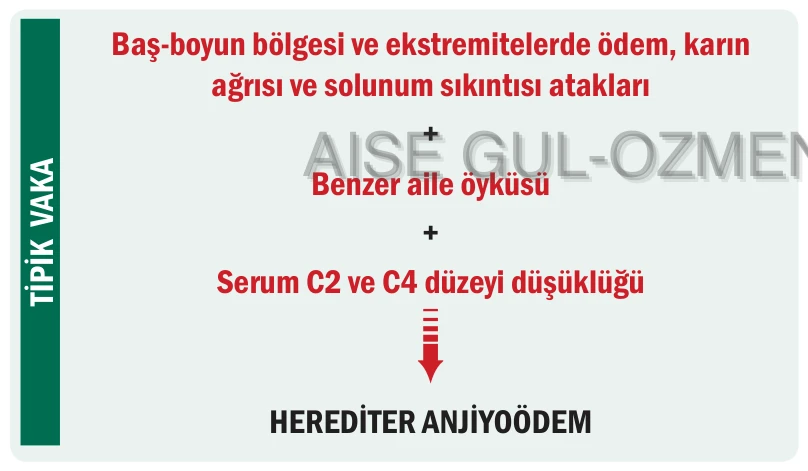 TİPİK VAKA
Baş-boyun bölgesi ve ekstremitelerde ödem, karın
ağrısı ve solunum sıkıntısı atakları
+
AISE GUL-OZMEN
Benzer aile öyküsü
+
Serum C2 ve C4 düzeyi düşüklüğü
HEREDİTER ANJİYOÖDEM